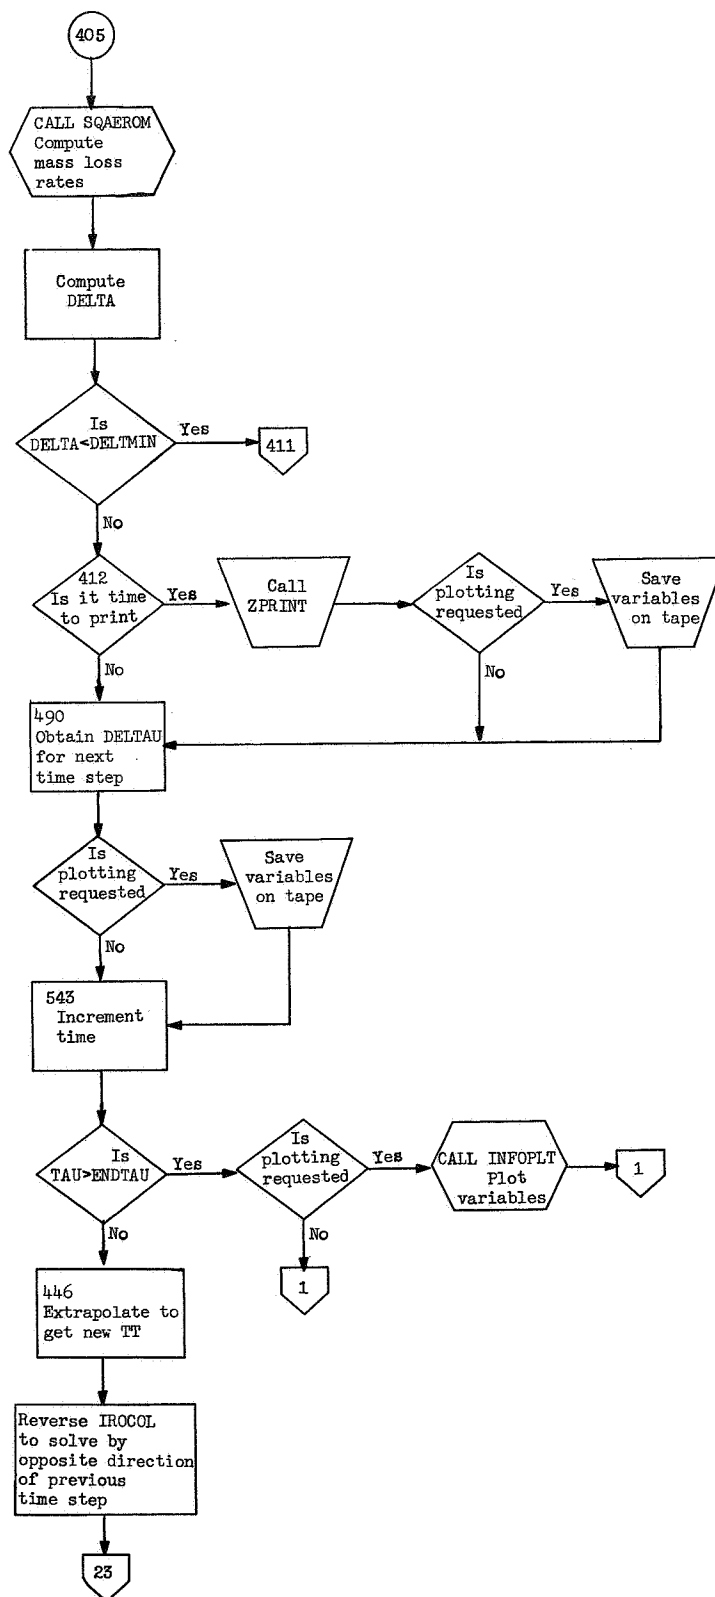 405
CALL SQAEROM
Compute
mass loss
rates
Compute
DELTA
Is
DELTA<DELTMIN
Yes
411
No
412
Is it time
to print
Yes
Call
ZPRINT
Is
plotting
requested
Yes
Save
variables
on tape
No
No
490
Obtain DELTAU
for next
time step
Is
plotting
requested
Yes
Save
variables
on tape
No
543
Increment
time
Is
TAU>ENDTAU
Yes
Is
plotting
requested
Yes
CALL INFOPLT
Plot
variables
1
No
No
1
446
Extrapolate to
get new TT
Reverse IROCOL
to solve by
opposite direction
of previous
time step
23